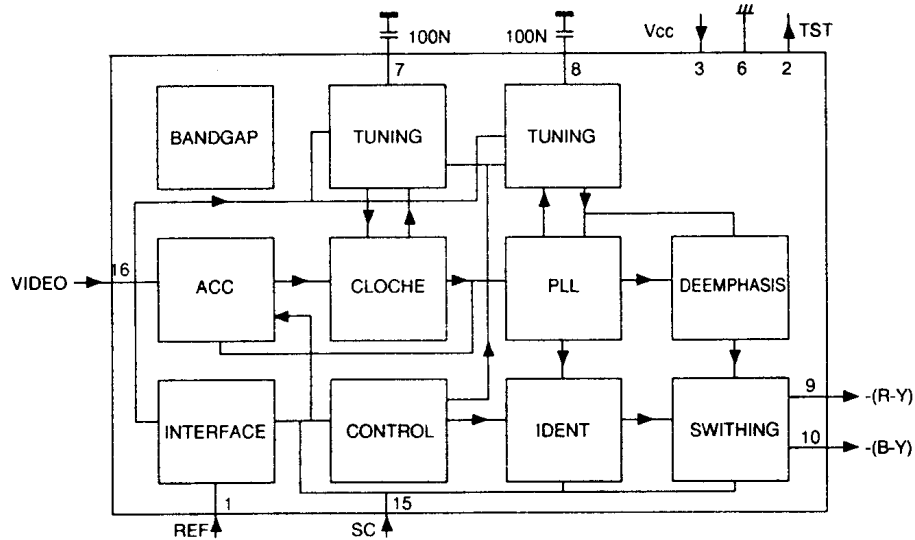 100N
100N
Vcc
TST
7
8
3
6
2
BANDGAP
TUNING
TUNING
VIDEO
16
ACC
CLOCHE
PLL
DEEMPHASIS
INTERFACE
CONTROL
IDENT
SWITHING
9
-(R-Y)
10
-(B-Y)
1
15
REF
SC